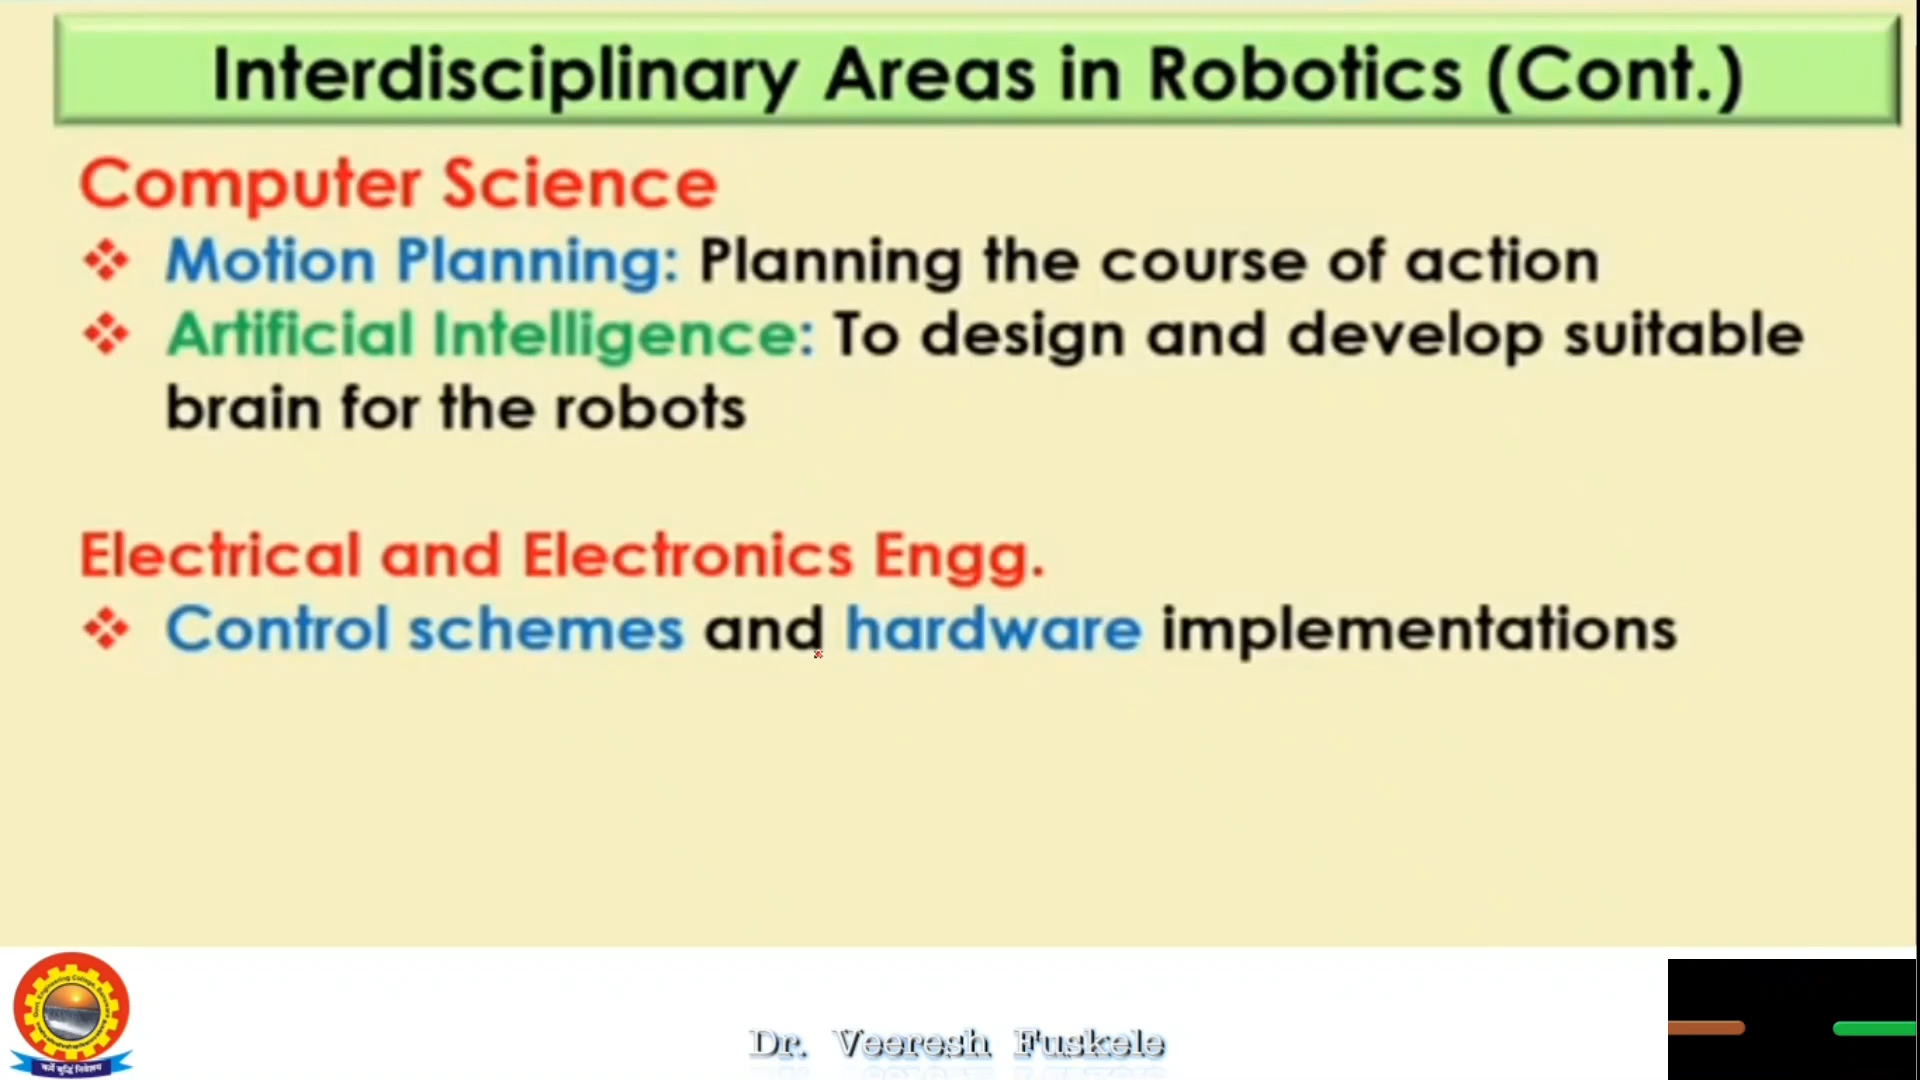 Interdisciplinary Areas in Robotics (Cont.)
Computer Science
❖ Motion Planning: Planning the course of action
❖ Artificial Intelligence: To design and develop suitable
brain for the robots
Electrical and Electronics Engg.
❖ Control schemes and hardware implementations
Dr. Veeresh Fuskele